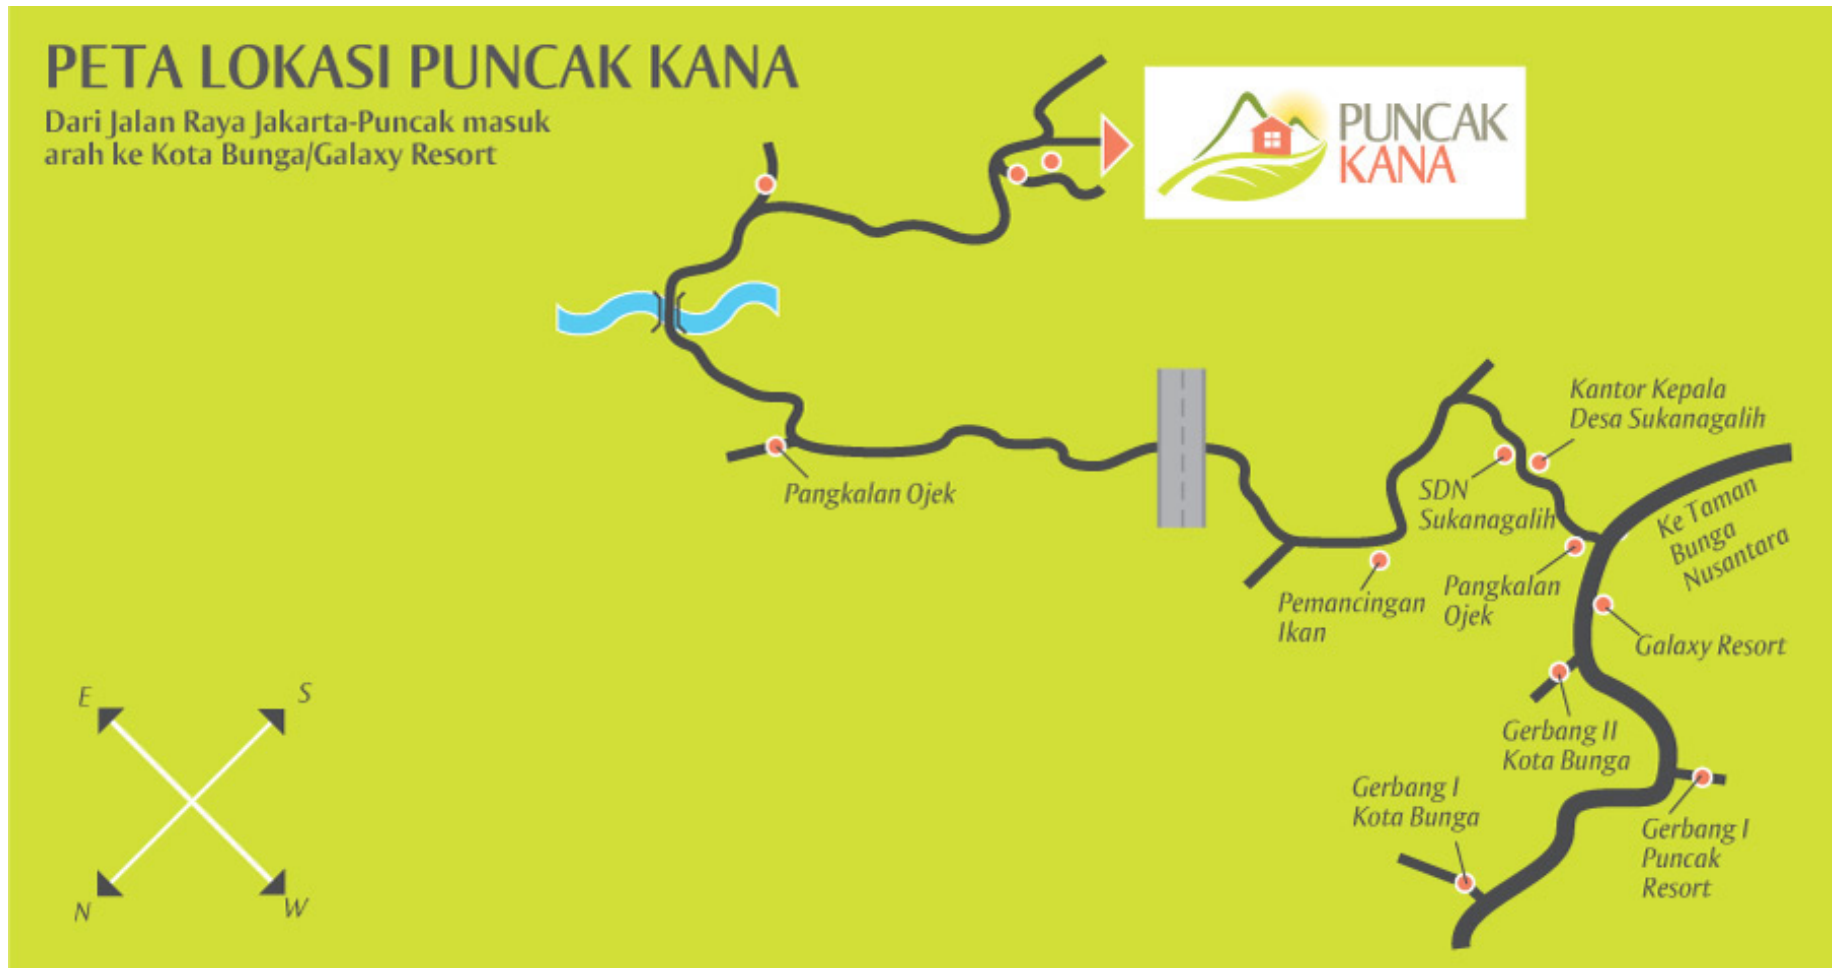 PETA LOKASI PUNCAK KANA
Dari Jalan Raya Jakarta-Puncak masuk
arah ke Kota Bunga/Galaxy Resort
PUNCAK
KANA
Kantor Kepala
Desa Sukanagalih
SDN
Sukanagalih
Pangkalan Ojek
Ke Taman
Bunga
Nusantara
Pemancingan
Ikan
Pangkalan
Ojek
Galaxy Resort
Gerbang II
Kota Bunga
Gerbang I
Kota Bunga
Gerbang I
Puncak
Resort
E
S
N
W